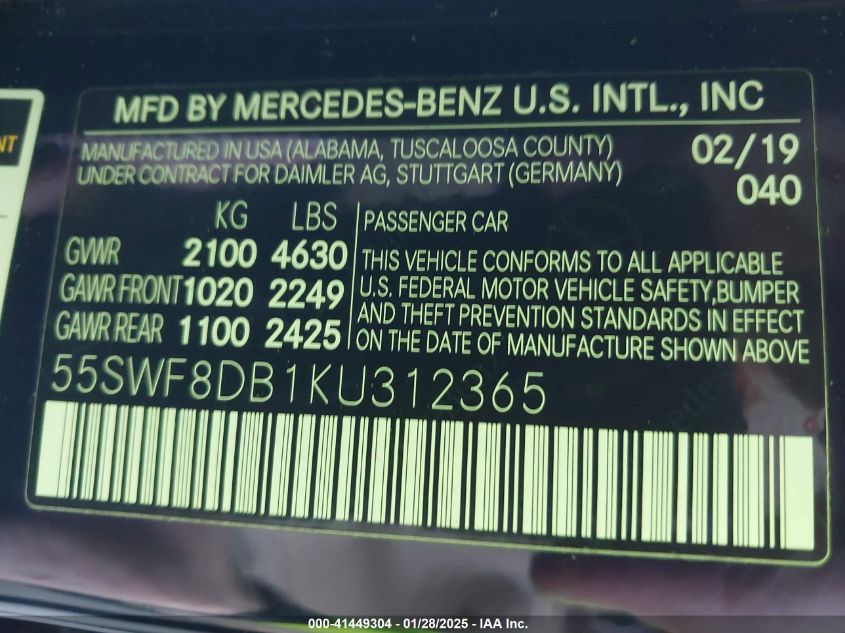 NT
MFD BY MERCEDES-BENZ U.S. INTL., INC
MANUFACTURED IN USA (ALABAMA, TUSCALOOSA COUNTY)
UNDER CONTRACT FOR DAIMLER AG, STUTTGART (GERMANY)
02/19
040
KG LBS
GVWR 2100 4630
GAWR FRONT 1020 2249
GAWR REAR 1100 2425
PASSENGER CAR
THIS VEHICLE CONFORMS TO ALL APPLICABLE
U.S. FEDERAL MOTOR VEHICLE SAFETY,BUMPER
AND THEFT PREVENTION STANDARDS IN EFFECT
ON THE DATE OF MANUFACTURE SHOWN ABOVE
55SWF8DB1KU312365
000-41449304 - 01/28/2025 - IAA Inc.